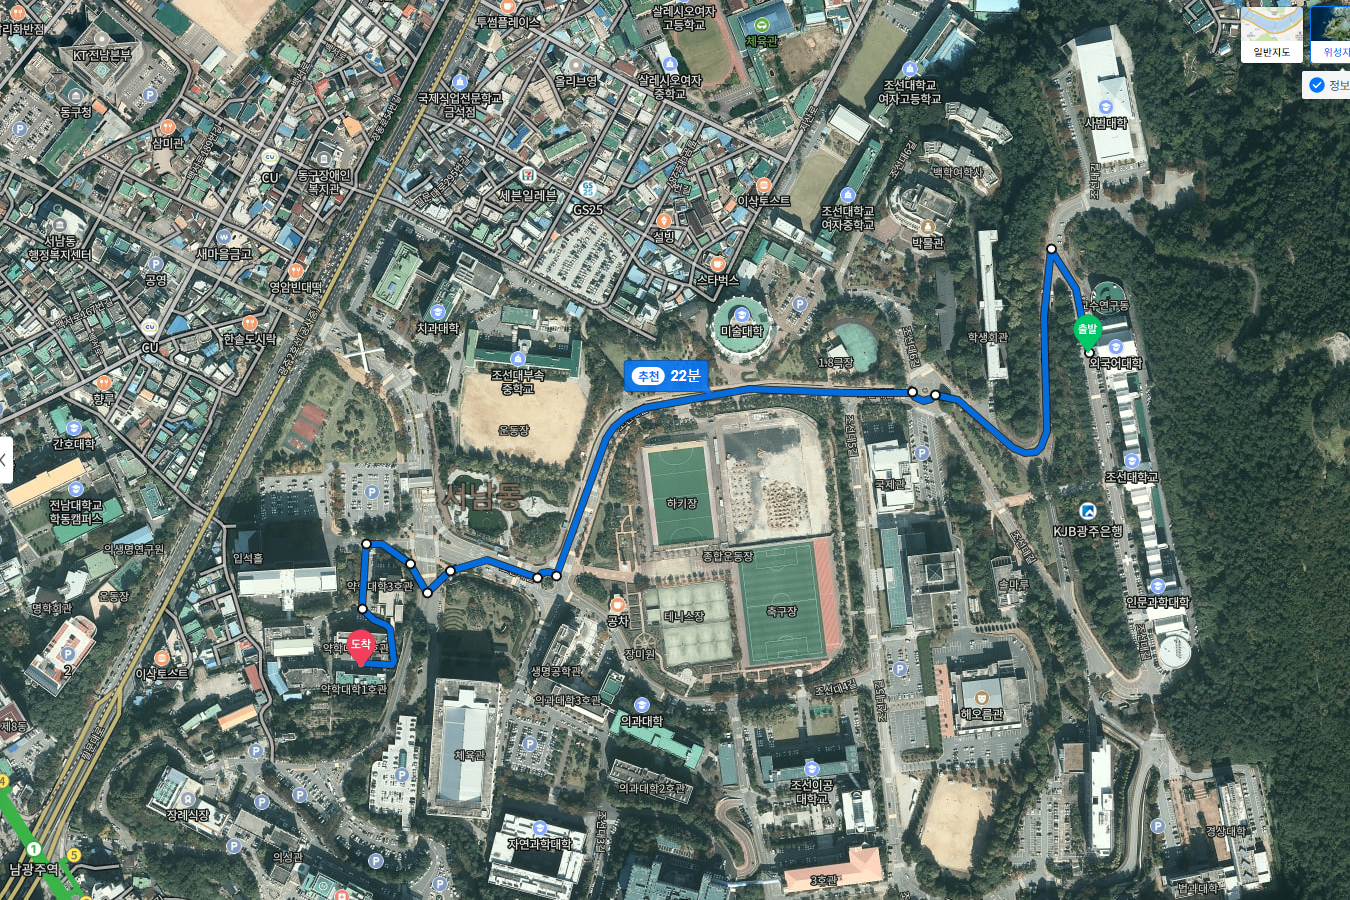 투썸플레이스
살레시오여자
고등학교
체육관
일반지도
정보
KT전남본부
동구청
P
삼미관
국제직업전문학교
금석점
올리브영
살레시오여자
중학교
조선대학교
여자고등학교
사범대학
백학여학사
CU
동구장애인
복지관
세븐일레븐
GS25
이삭토스트
조선대학교
여자중학교
박물관
설빙
스타벅스
서남동
행정복지센터
공영
새마을금고
영암빈대떡
한솔도시락
CU
향루
간호대학
치과대학
조선대부속
중학교
운동장
미술대학
1.8극장
학생회관
출발
외국어대학
추천 22분
전남대학교
학동캠퍼스
의생명연구원
서남동
하키장
국제관
조선대학교
KJB광주은행
종합운동장
입석홀
약학대학3호관
명학회관
운동장
도착
약학대학1호관
이삭토스트
공차
테니스장
축구장
장미원
솔마루
인문과학대학
생명공학관
의과대학3호관
의과대학
조선대4길
해오름관
체육관
의과대학2호관
조선이공
대학교
장례식장
의성관
자연과학대학
3호관
경상대학
법과대학
남광주역
1
4
5
2